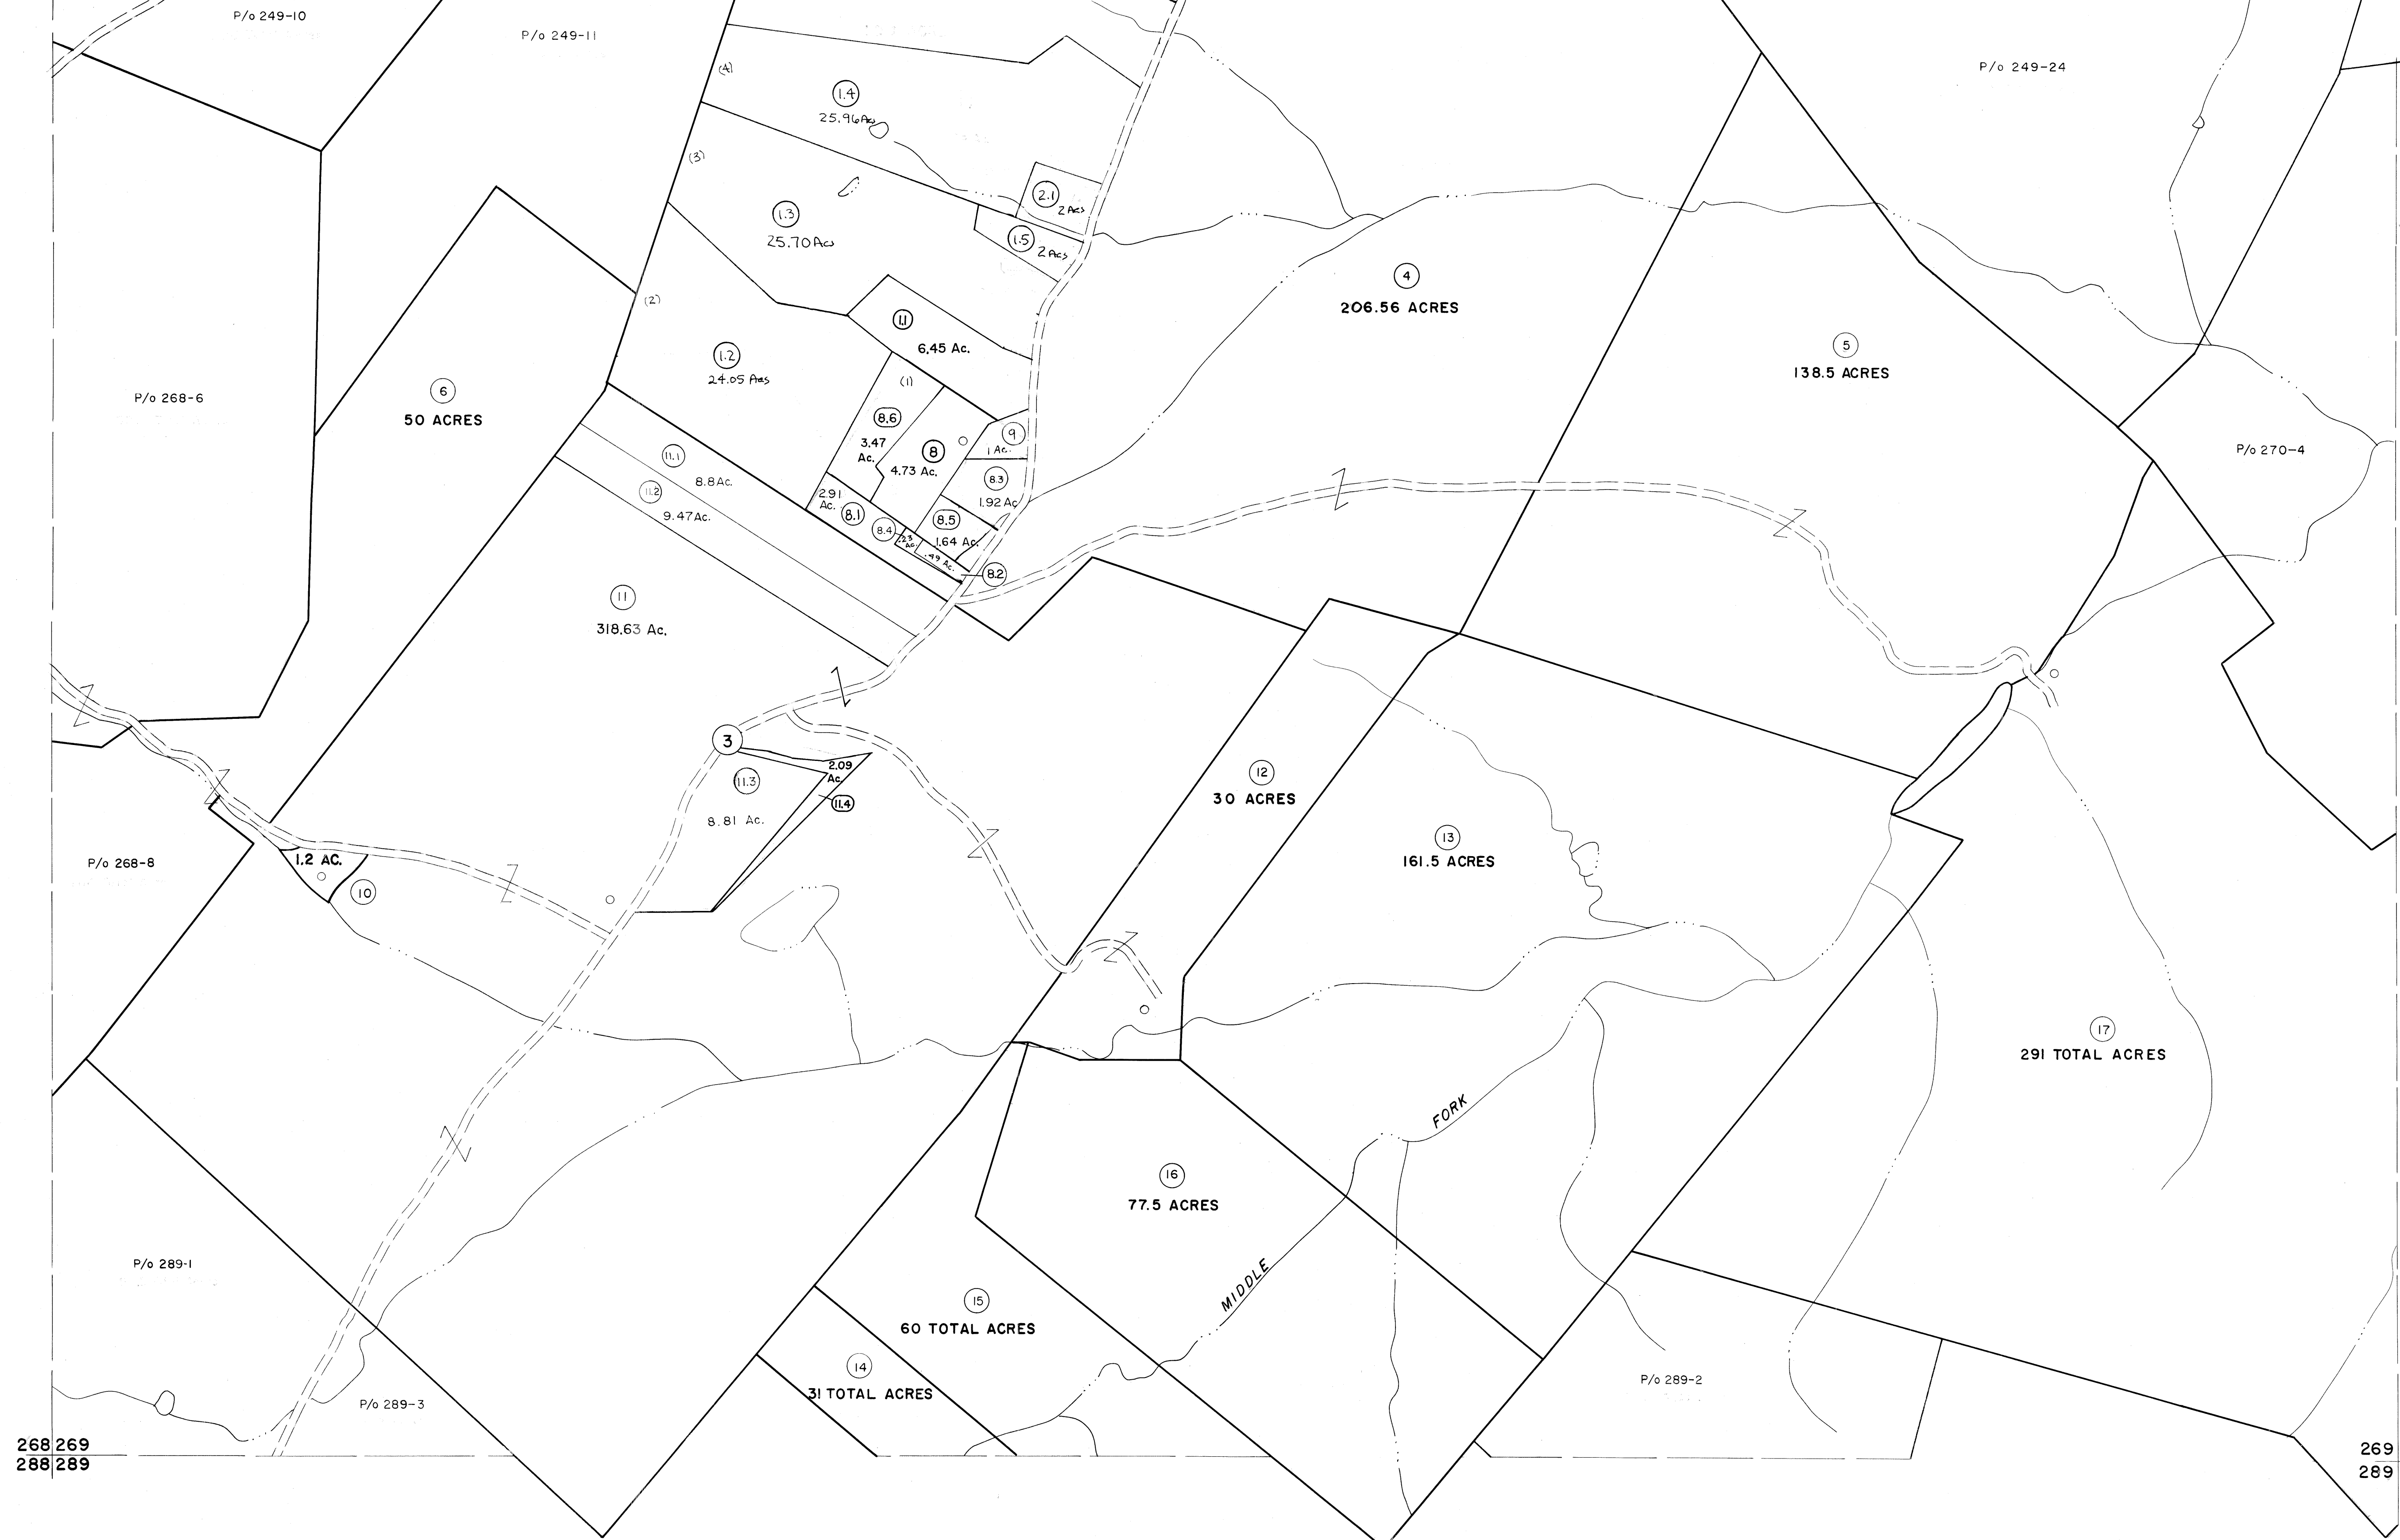 P/o 249-10
P/o 249-11
P/o 249-24
(4)
1.4
25.96Acs
(3)
1.3
25.70 Acs
2.1
2 Acs
1.5
2 Acs
(2)
4
206.56 ACRES
1.1
6.45 Ac.
1.2
24.05 Acs
5
138.5 ACRES
P/o 268-6
6
50 ACRES
(1)
8.6
3.47
Ac.
8
4.73 Ac.
9
1 Ac.
8.3
1.92 Ac
P/o 270-4
11.1
8.8 Ac.
11.2
9.47 Ac.
2.91
Ac.
8.1
8.4
.23
Ac.
8.5
1.64 Ac.
.49 Ac.
8.2
11
318.63 Ac.
3
2.09
Ac.
11.3
11.4
8.81 Ac.
12
30 ACRES
13
161.5 ACRES
P/o 268-8
1.2 AC.
10
17
291 TOTAL ACRES
FORK
16
77.5 ACRES
MIDDLE
P/o 289-1
15
60 TOTAL ACRES
14
31 TOTAL ACRES
P/o 289-2
P/o 289-3
268 269
288 289
269
289